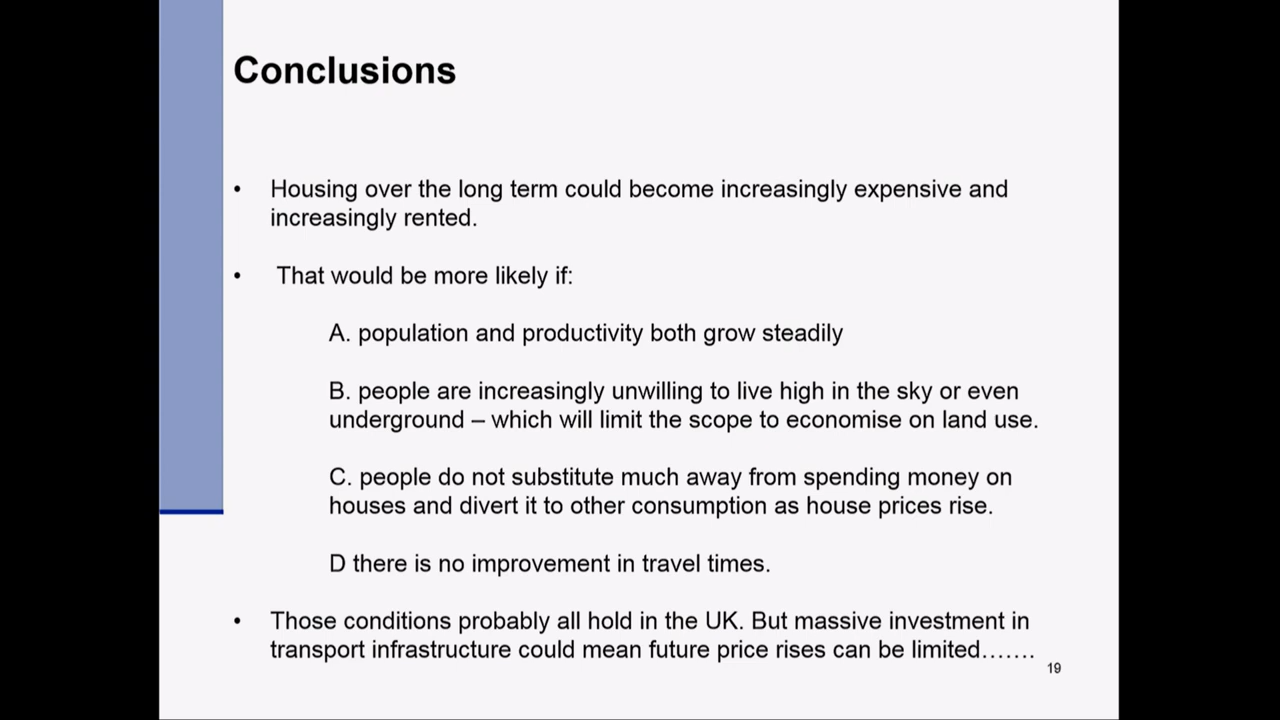 Conclusions
• Housing over the long term could become increasingly expensive and
increasingly rented.
• That would be more likely if:
A. population and productivity both grow steadily
B. people are increasingly unwilling to live high in the sky or even
underground – which will limit the scope to economise on land use.
C. people do not substitute much away from spending money on
houses and divert it to other consumption as house prices rise.
D there is no improvement in travel times.
• Those conditions probably all hold in the UK. But massive investment in
transport infrastructure could mean future price rises can be limited…….
19